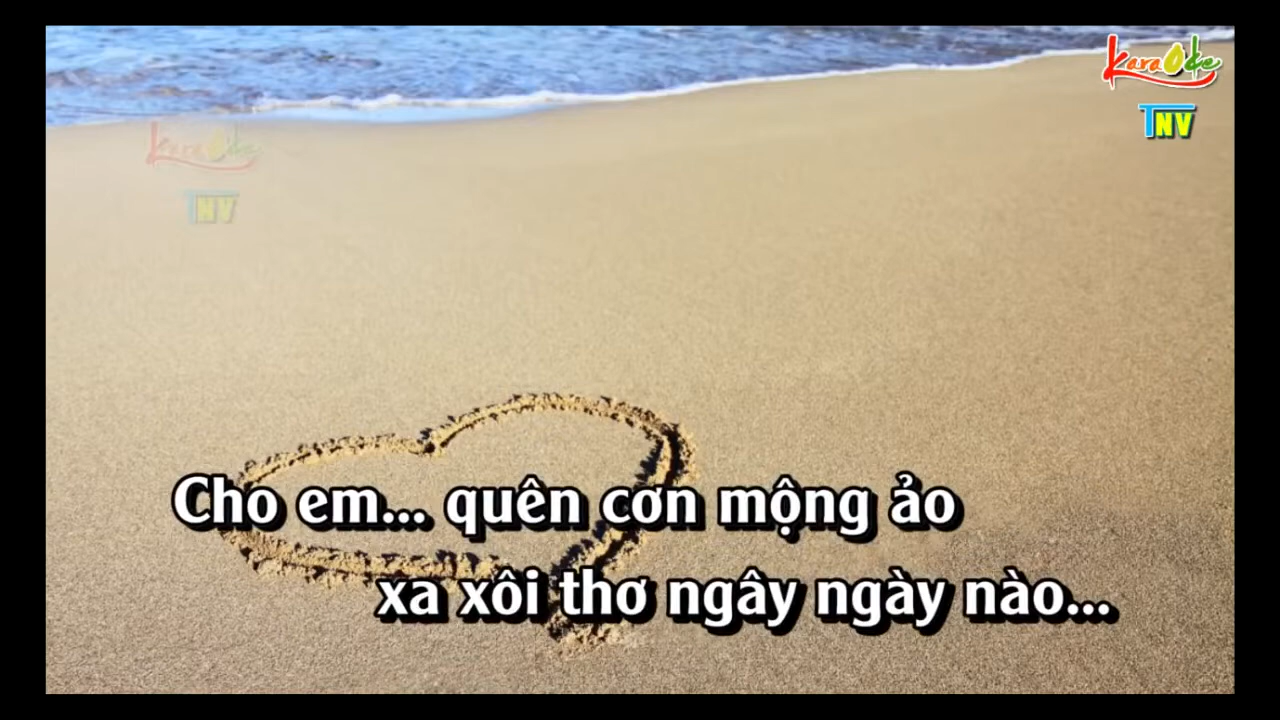 KaraOke
TNV
KaraOke
TNV
Cho em... quên cơn mộng ảo
xa xôi thơ ngây ngày nào...